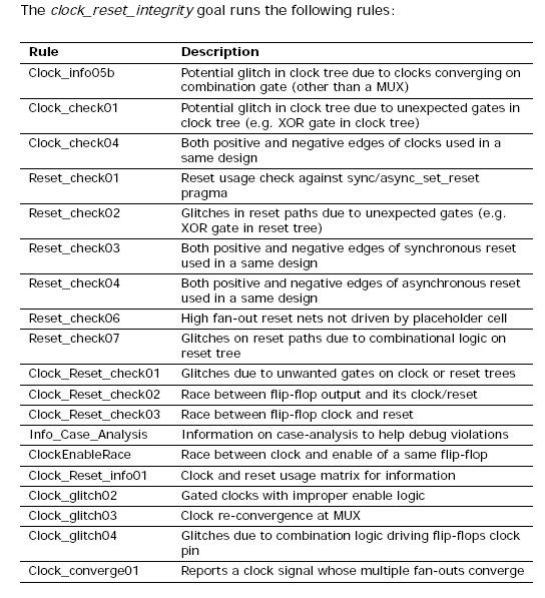 The clock_reset_integrity goal runs the following rules:
Rule Description
Clock_info05b Potential glitch in clock tree due to clocks converging on
combination gate (other than a MUX)
Clock_check01 Potential glitch in clock tree due to unexpected gates in
clock tree (e.g. XOR gate in clock tree)
Clock_check04 Both positive and negative edges of clocks used in a
same design
Reset_check01 Reset usage check against sync/async_set_reset
pragma
Reset_check02 Glitches in reset paths due to unexpected gates (e.g.
XOR gate in reset tree)
Reset_check03 Both positive and negative edges of synchronous reset
used in a same design
Reset_check04 Both positive and negative edges of asynchronous reset
used in a same design
Reset_check06 High fan-out reset nets not driven by placeholder cell
Reset_check07 Glitches on reset paths due to combinational logic on
reset tree
Clock_Reset_check01 Glitches due to unwanted gates on clock or reset trees
Clock_Reset_check02 Race between flip-flop output and its clock/reset
Clock_Reset_check03 Race between flip-flop clock and reset
Info_Case_Analysis Information on case-analysis to help debug violations
ClockEnableRace Race between clock and enable of a same flip-flop
Clock_Reset_info01 Clock and reset usage matrix for information
Clock_glitch02 Gated clocks with improper enable logic
Clock_glitch03 Clock re-convergence at MUX
Clock_glitch04 Glitches due to combination logic driving flip-flops clock
pin
Clock_converge01 Reports a clock signal whose multiple fan-outs converge